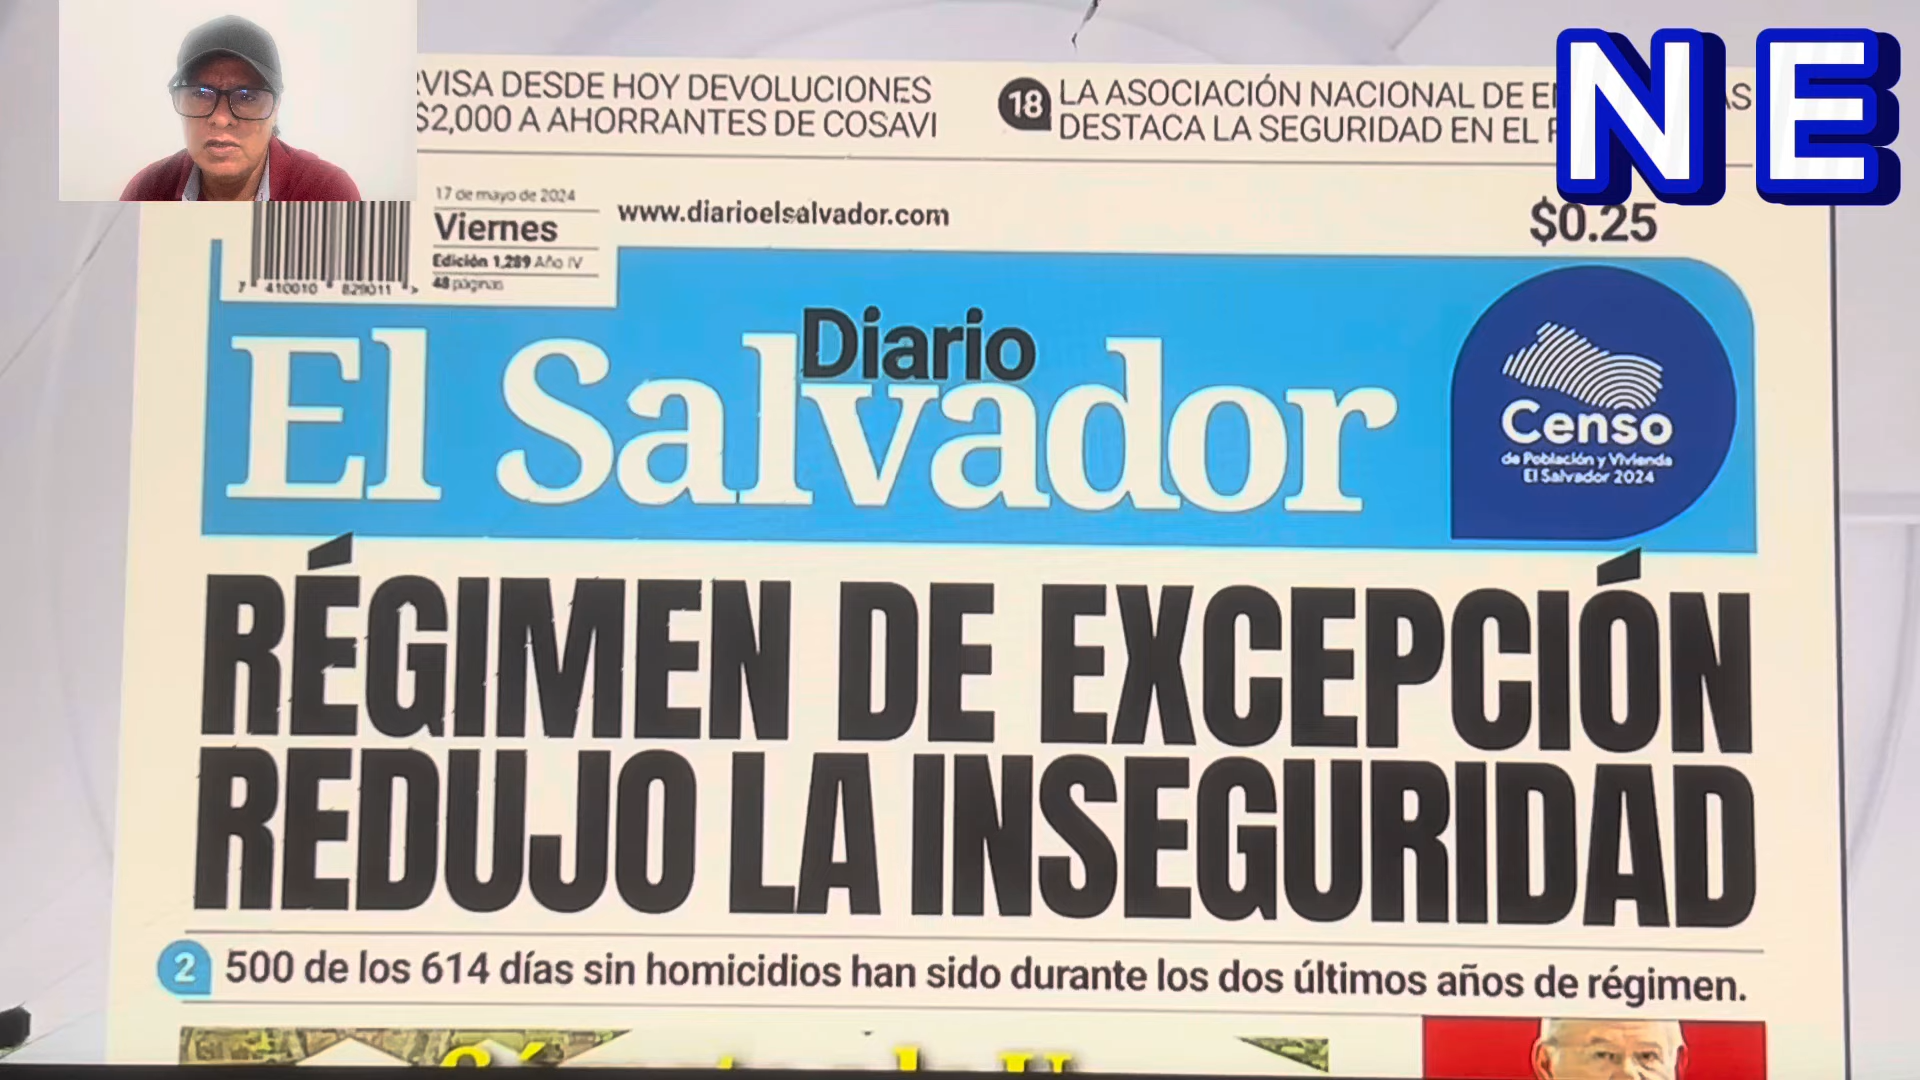 VISA DESDE HOY DEVOLUCIONES
$2,000 A AHORRANTES DE COSAVI
18 LA ASOCIACIÓN NACIONAL DE
DESTACA LA SEGURIDAD EN EL
NE
17 de mayo de 2024
Viernes
Edición 1,289 Año IV
48 páginas
www.diarioelsalvador.com
$0.25
7 410010 829011 >
Diario
El Salvador
Censo
de Población y Vivienda
El Salvador 2024
RÉGIMEN DE EXCEPCIÓN
REDUJO LA INSEGURIDAD
2 500 de los 614 días sin homicidios han sido durante los dos últimos años de régimen.